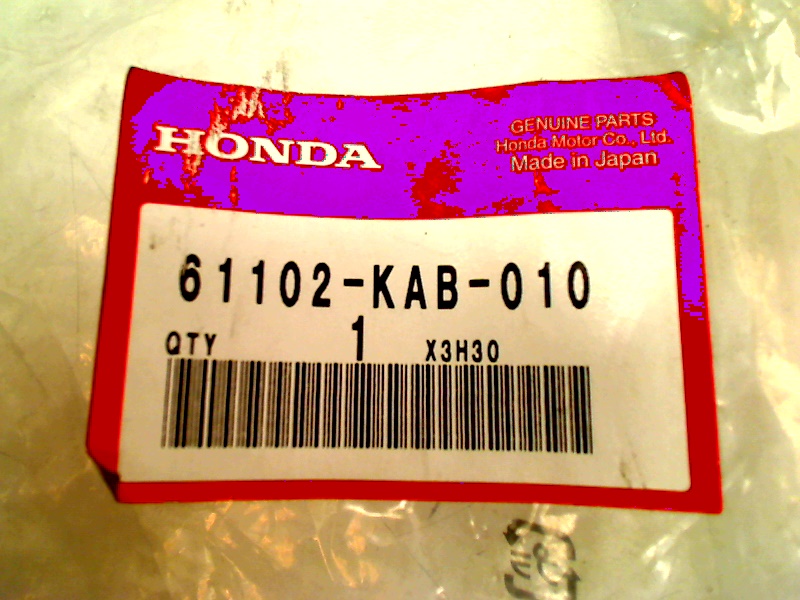 HONDA
GENUINE PARTS
Honda Motor Co., Ltd.
Made in Japan
61102-KAB-010
QTY 1 X3H30